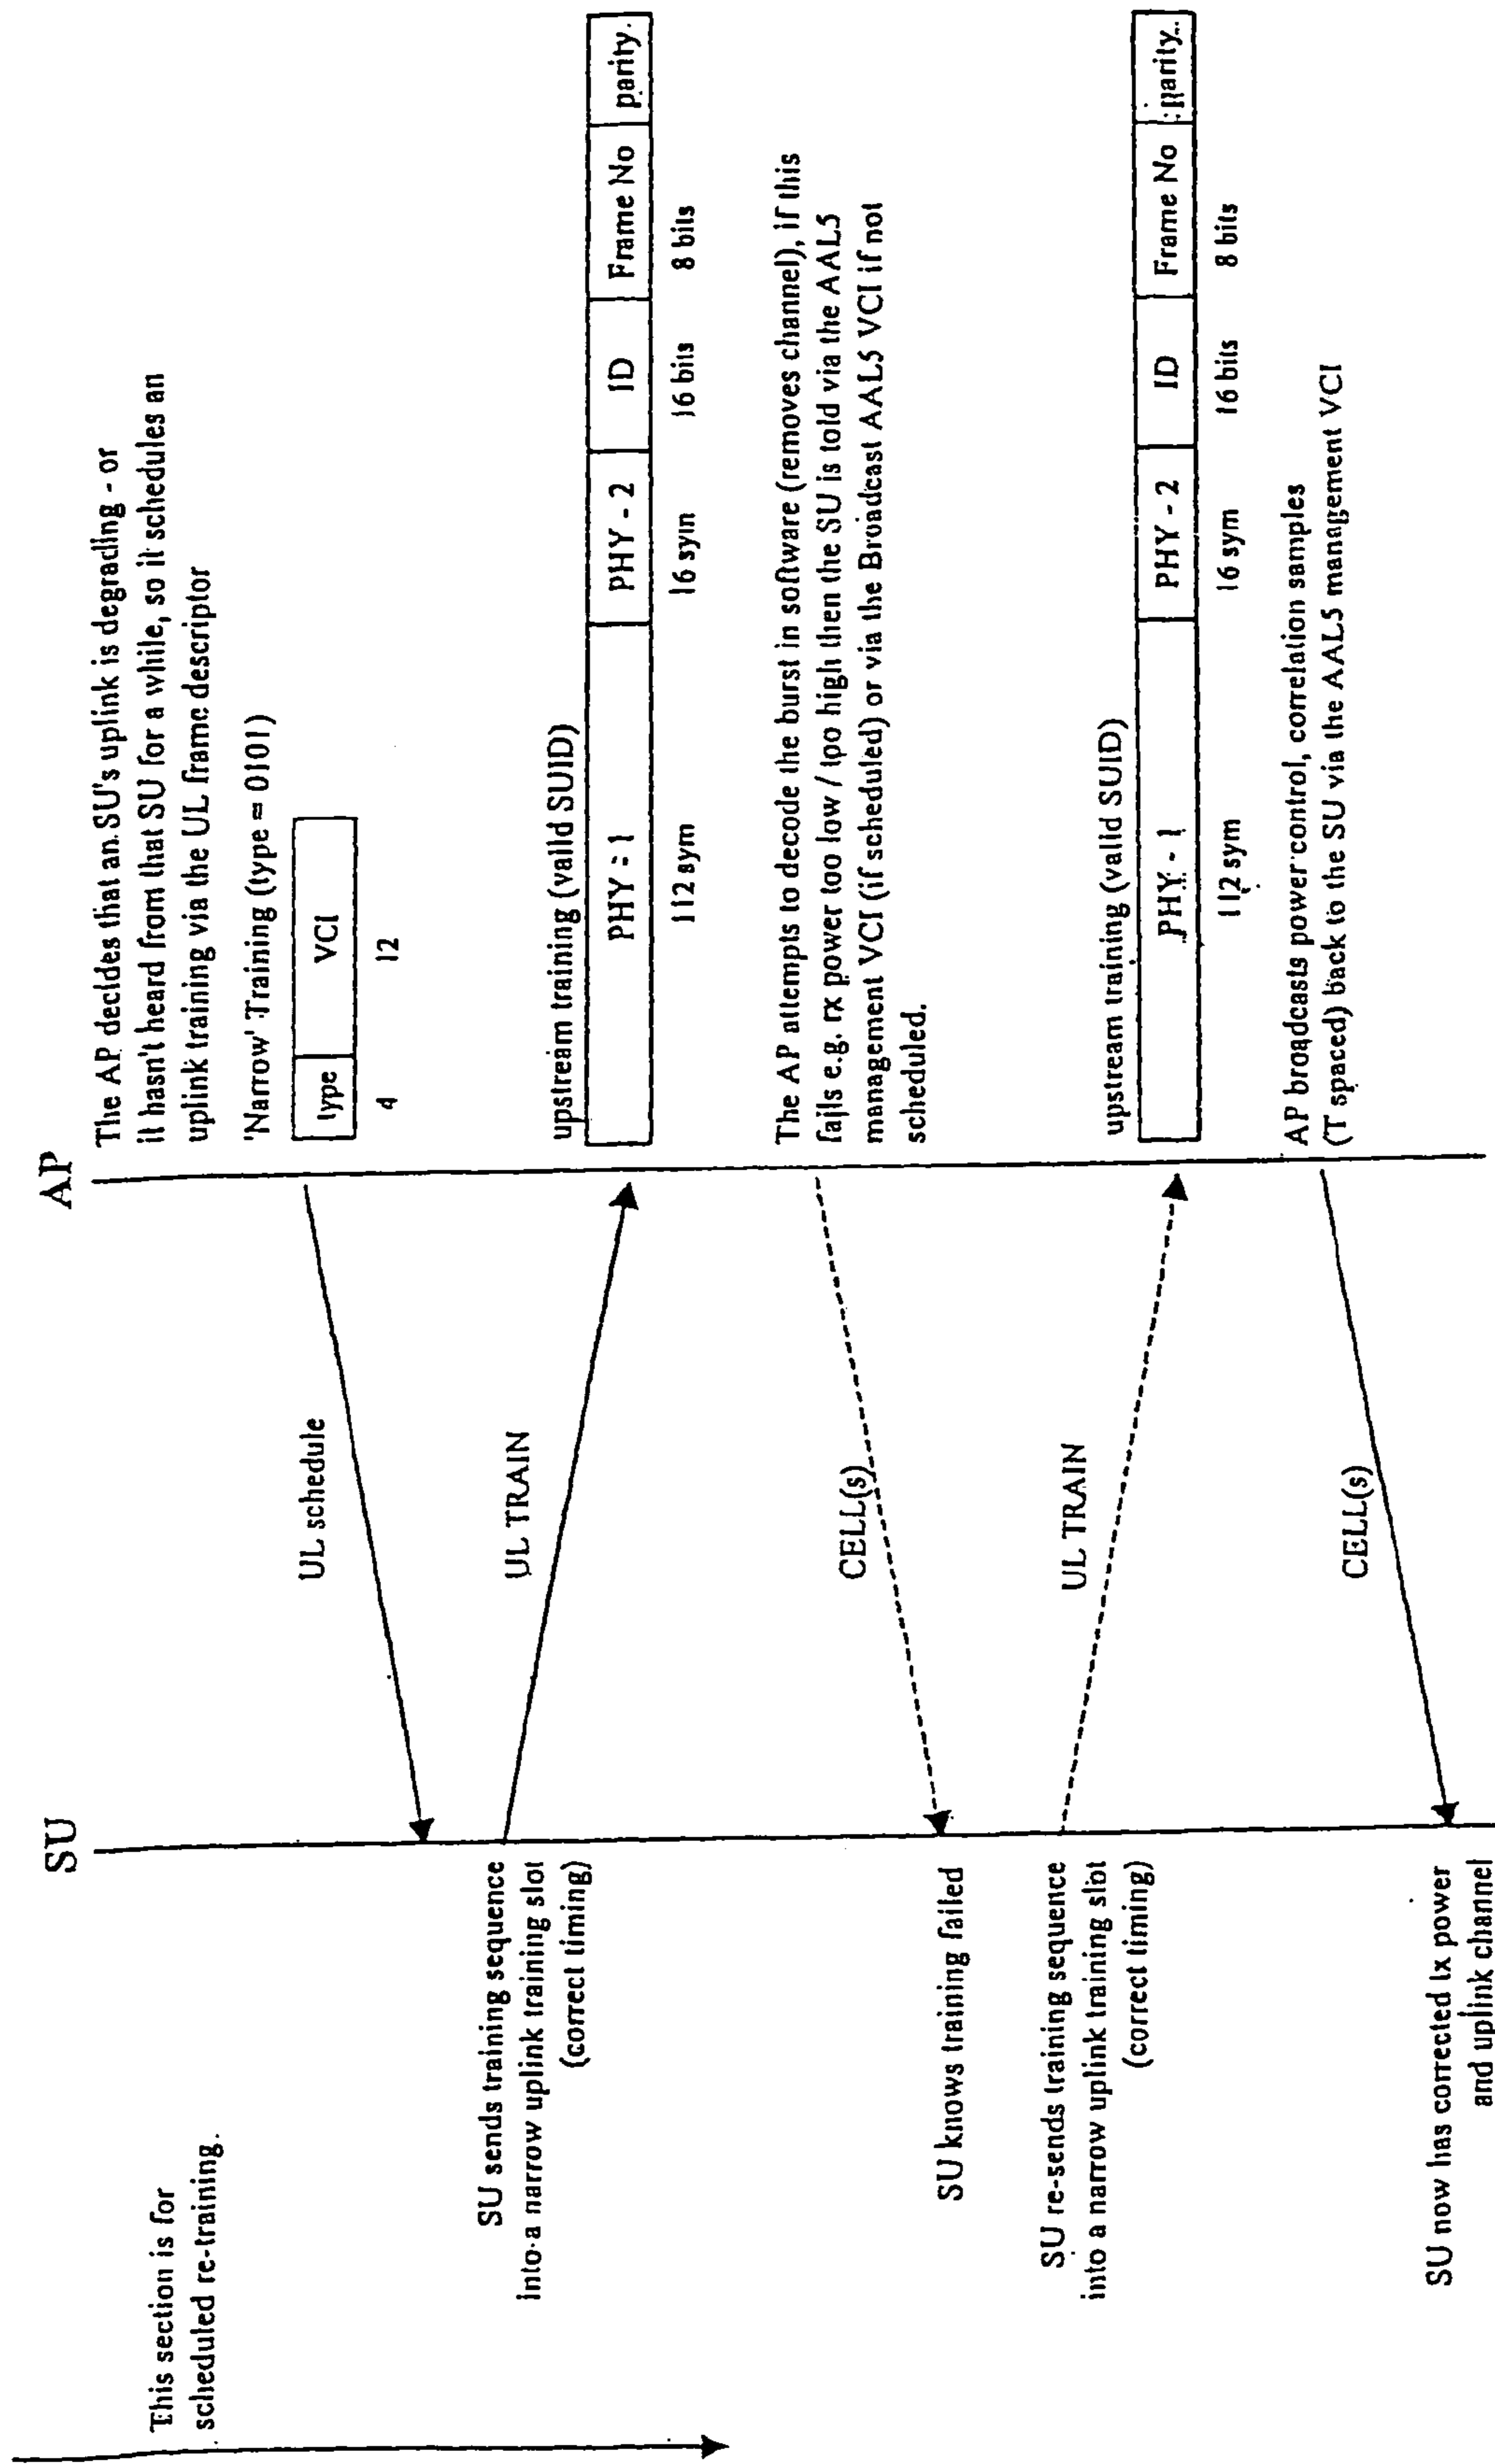 This section is for
scheduled re-training.
SU
AP
The AP decides that an SU's uplink is degrading - or
it hasn't heard from that SU for a while, so it schedules an
uplink training via the UL frame descriptor
'Narrow' Training (type = 0101)
type
VCI
4
12
UL schedule
SU sends training sequence
into a narrow uplink training slot
(correct timing)
UL TRAIN
upstream training (valid SUID)
PHY - 1
PHY - 2
ID
Frame No
parity
112 sym
16 sym
16 bits
8 bits
The AP attempts to decode the burst in software (removes channel), if this
fails e.g. rx power too low / too high then the SU is told via the AAL5
management VCI (if scheduled) or via the Broadcast AAL5 VCI if not
scheduled.
CELL(s)
SU knows training failed
SU re-sends training sequence
into a narrow uplink training slot
(correct timing)
UL TRAIN
upstream training (valid SUID)
PHY - 1
PHY - 2
ID
Frame No
parity
112 sym
16 sym
16 bits
8 bits
AP broadcasts power control, correlation samples
(T spaced) back to the SU via the AAL5 management VCI
CELL(s)
SU now has corrected tx power
and uplink channel